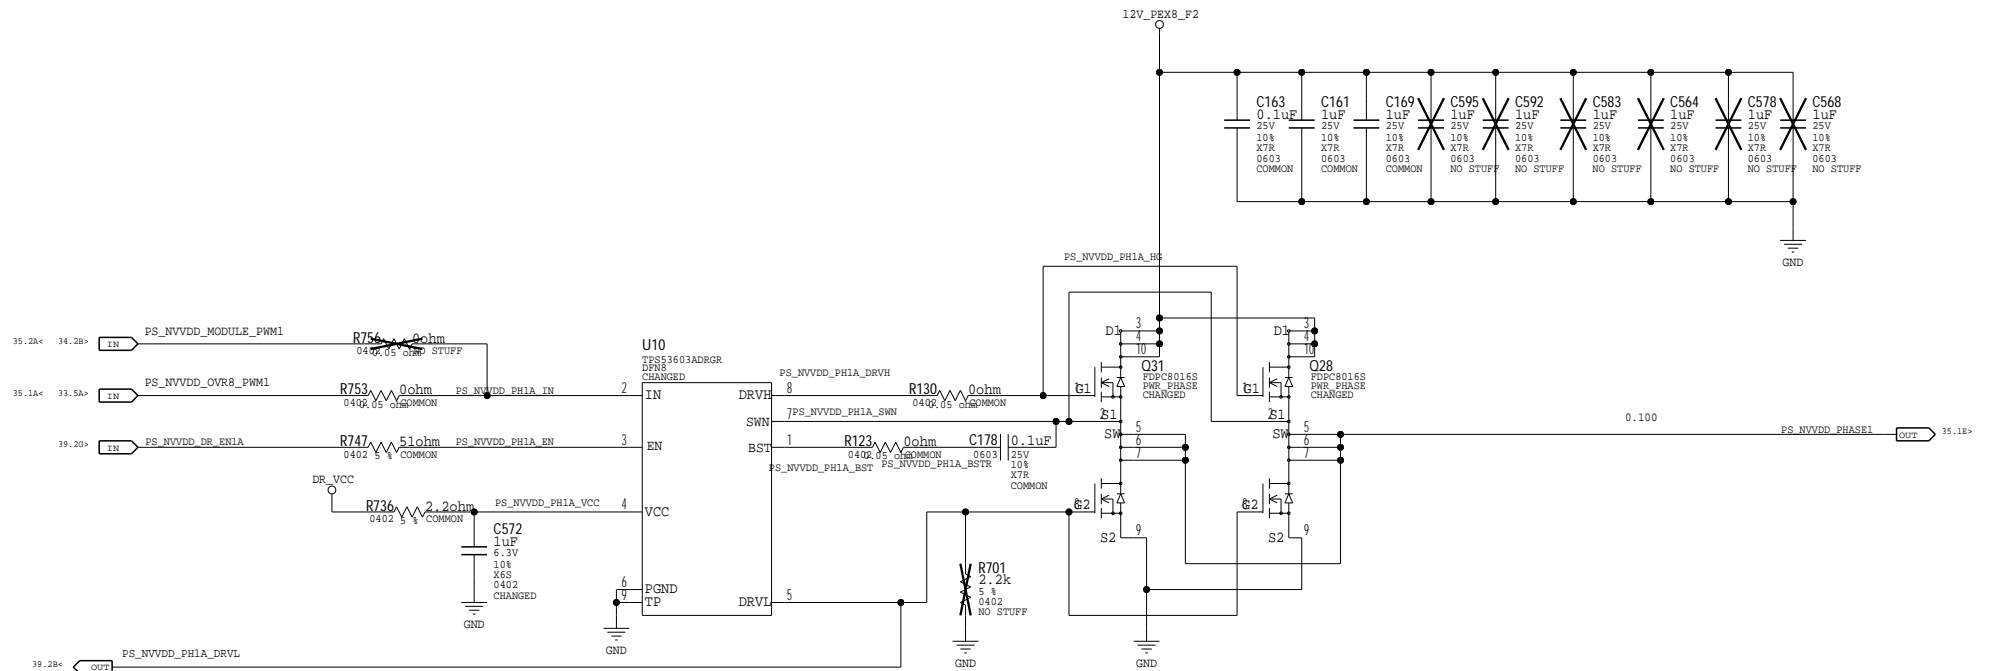 12V_PEX8_F2
C163
0.1uF
25V
10%
X7R
0603
COMMON
C161
1uF
25V
10%
X7R
0603
COMMON
C169
1uF
25V
10%
X7R
0603
COMMON
C595
1uF
25V
10%
X7R
0603
NO STUFF
C592
1uF
25V
10%
X7R
0603
NO STUFF
C583
1uF
25V
10%
X7R
0603
NO STUFF
C564
1uF
25V
10%
X7R
0603
NO STUFF
C578
1uF
25V
10%
X7R
0603
NO STUFF
C568
1uF
25V
10%
X7R
0603
NO STUFF
GND
PS_NVVDD_PH1A_HG
35.2A< 34.2B> IN PS_NVVDD_MODULE_PWM1
R756 0ohm
0402 0.05 ohm NO STUFF
35.1A< 33.5A> IN PS_NVVDD_OVR8_PWM1
R753 0ohm
0402 0.05 ohm COMMON
PS_NVVDD_PH1A_IN
39.2G> IN PS_NVVDD_DR_EN1A
R747 51ohm
0402 5 % COMMON
PS_NVVDD_PH1A_EN
DR_VCC
R736 2.2ohm
0402 5 % COMMON
PS_NVVDD_PH1A_VCC
C572
1uF
6.3V
10%
X6S
0402
CHANGED
GND
U10
TPS53603ADRGR
DFN8
CHANGED
2 IN
3 EN
4 VCC
6 PGND
9 TP
GND
DRVH 8
SWN 7
BST 1
DRVL 5
PS_NVVDD_PH1A_DRVH
R130 0ohm
0402 0.05 ohm COMMON
PS_NVVDD_PH1A_SWN
R123 0ohm
0402 0.05 ohm COMMON
PS_NVVDD_PH1A_BST
PS_NVVDD_PH1A_BSTR
C178 0.1uF
0603 25V
10%
X7R
COMMON
R701
2.2k
5 %
0402
NO STUFF
GND
D1 3
4
10
Q31
FDPC8016S
PWR_PHASE
CHANGED
1 G1
2 S1
SW 5
6
7
8 G2
S2 9
GND
D1 3
4
10
Q28
FDPC8016S
PWR_PHASE
CHANGED
1 G1
2 S1
SW 5
6
7
8 G2
S2 9
0.100
PS_NVVDD_PHASE1 OUT 35.1E>
39.2B< OUT PS_NVVDD_PH1A_DRVL